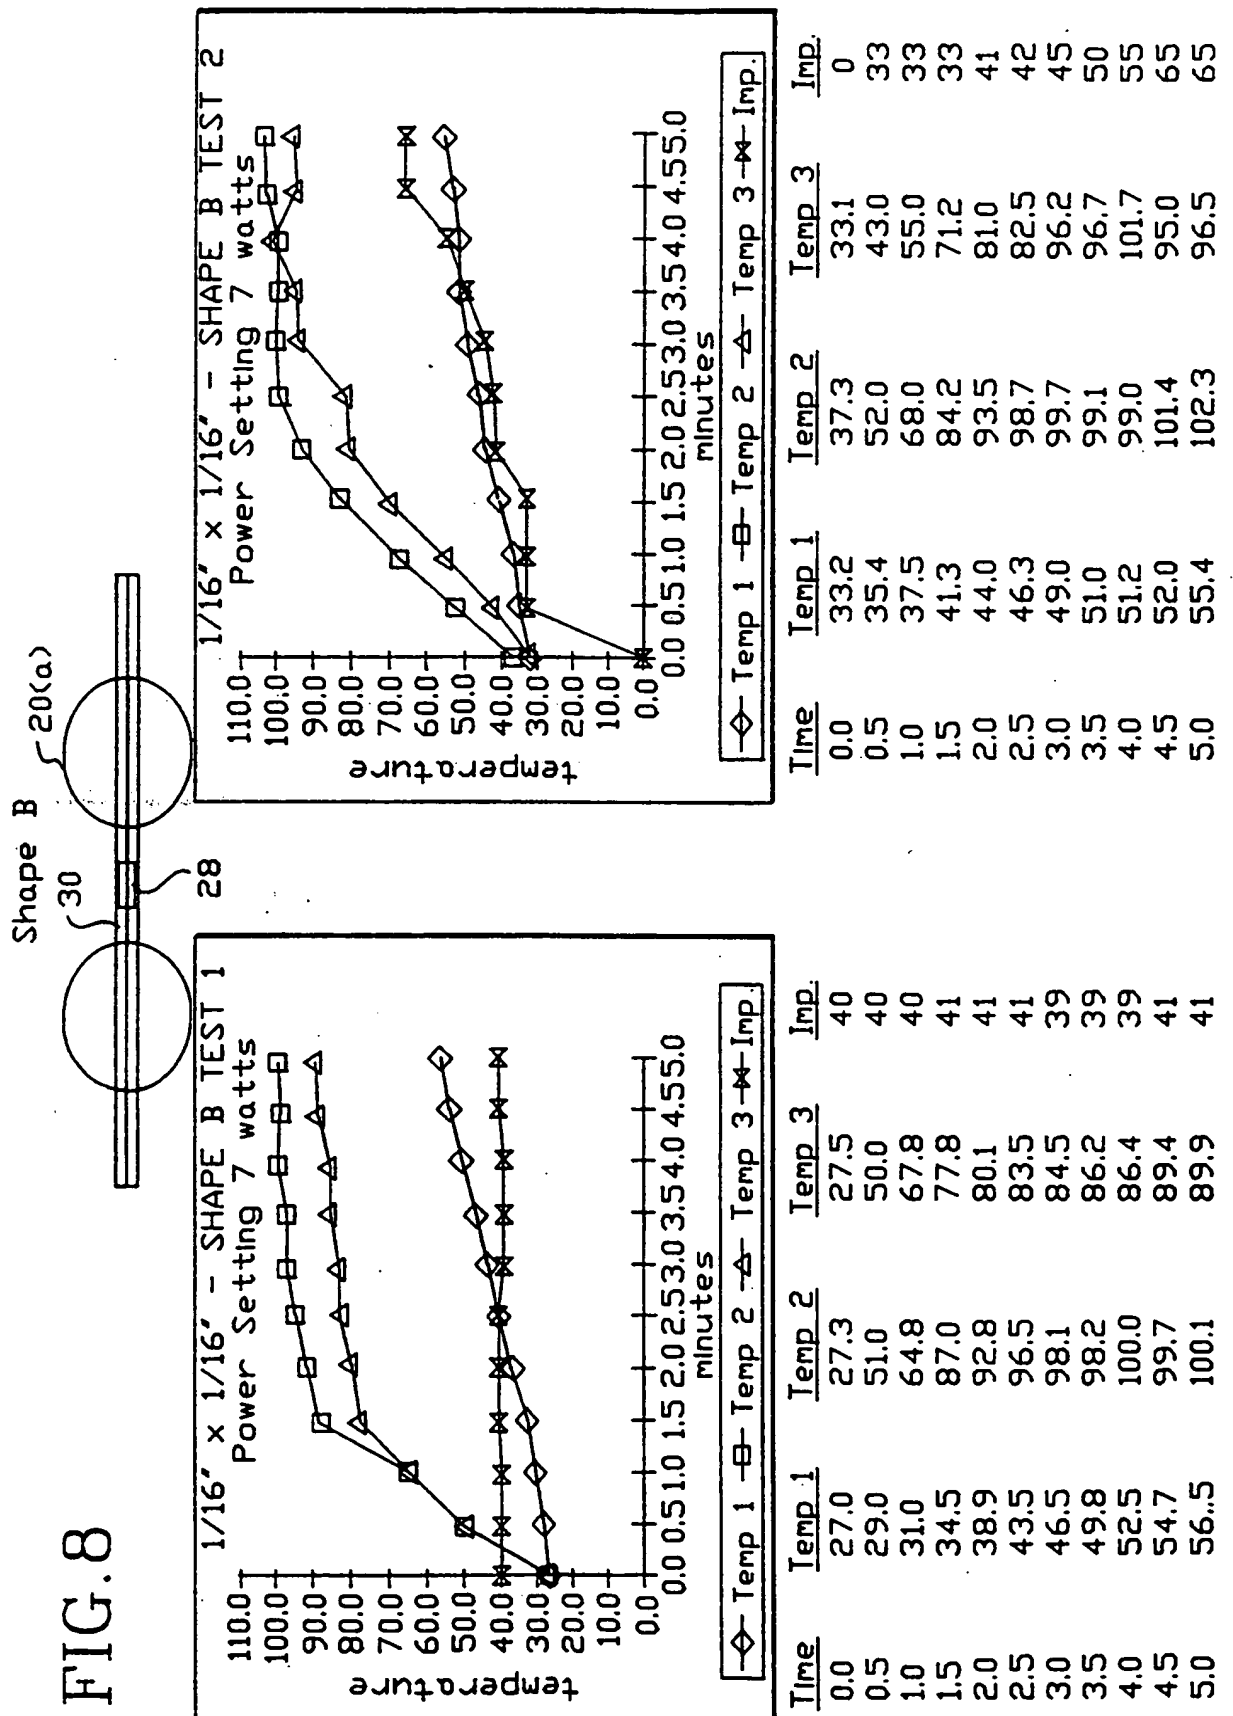 FIG.8
Shape B
30
28
20(a)
1/16" x 1/16" - SHAPE B TEST 1
Power Setting 7 watts
temperature
110.0
100.0
90.0
80.0
70.0
60.0
50.0
40.0
30.0
20.0
10.0
0.0
0.0 0.5 1.0 1.5 2.0 2.5 3.0 3.5 4.0 4.5 5.0
minutes
Temp 1 Temp 2 Temp 3 Imp.
Time Temp 1 Temp 2 Temp 3 Imp.
0.0 27.0 27.3 27.5 40
0.5 29.0 51.0 50.0 40
1.0 31.0 64.8 67.8 40
1.5 34.5 87.0 77.8 41
2.0 38.9 92.8 80.1 41
2.5 43.5 96.5 83.5 41
3.0 46.5 98.1 84.5 39
3.5 49.8 98.2 86.2 39
4.0 52.5 100.0 86.4 39
4.5 54.7 99.7 89.4 41
5.0 56..5 100.1 89.9 41
1/16" x 1/16" - SHAPE B TEST 2
Power Setting 7 watts
temperature
110.0
100.0
90.0
80.0
70.0
60.0
50.0
40.0
30.0
20.0
10.0
0.0
0.0 0.5 1.0 1.5 2.0 2.5 3.0 3.5 4.0 4.5 5.0
minutes
Temp 1 Temp 2 Temp 3 Imp.
Time Temp 1 Temp 2 Temp 3 Imp.
0.0 33.2 37.3 33.1 0
0.5 35.4 52.0 43.0 33
1.0 37.5 68.0 55.0 33
1.5 41.3 84.2 71.2 33
2.0 44.0 93.5 81.0 41
2.5 46.3 98.7 82.5 42
3.0 49.0 99.7 96.2 45
3.5 51.0 99.1 96.7 50
4.0 51.2 99.0 101.7 55
4.5 52.0 101.4 95.0 65
5.0 55.4 102.3 96.5 65